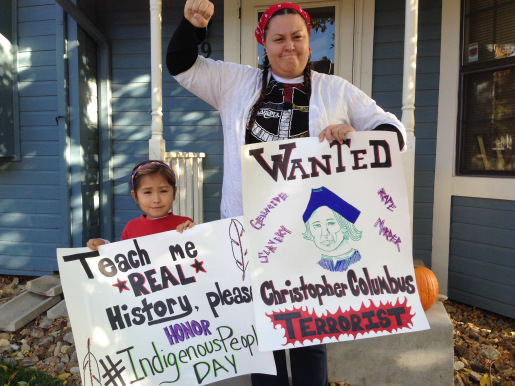 Teach me
REAL
History, please
HONOR
#IndigenousPeople
DAY
WANTED
GENOCIDE
SLAVERY
RAPE
MURDER
Christopher Columbus
TERRORIST